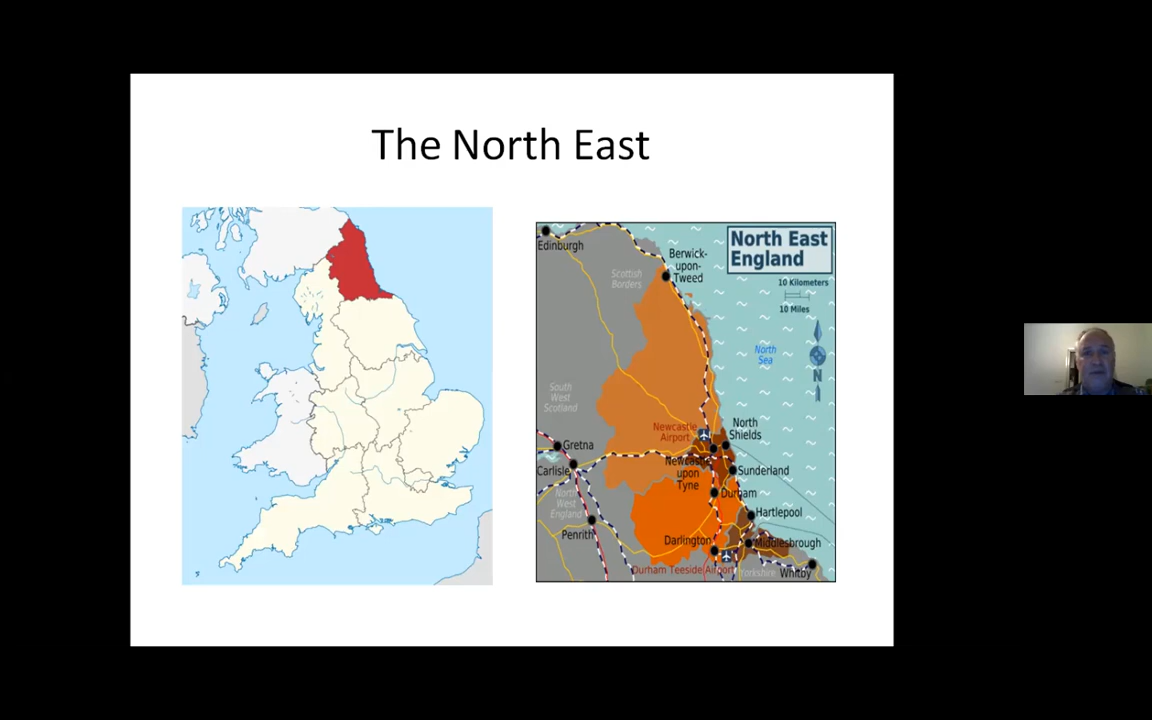 The North East
North East
England
10 Kilometers
10 Miles
N
Edinburgh
Berwick-
upon-
Tweed
Scottish
Borders
North
Sea
South
West
Scotland
Newcastle
Airport
North
Shields
Gretna
Carlisle
Newcastle
upon
Tyne
Sunderland
Durham
North
West
England
Hartlepool
Penrith
Darlington
Middlesbrough
Durham Teeside Airport
Yorkshire
Whitby